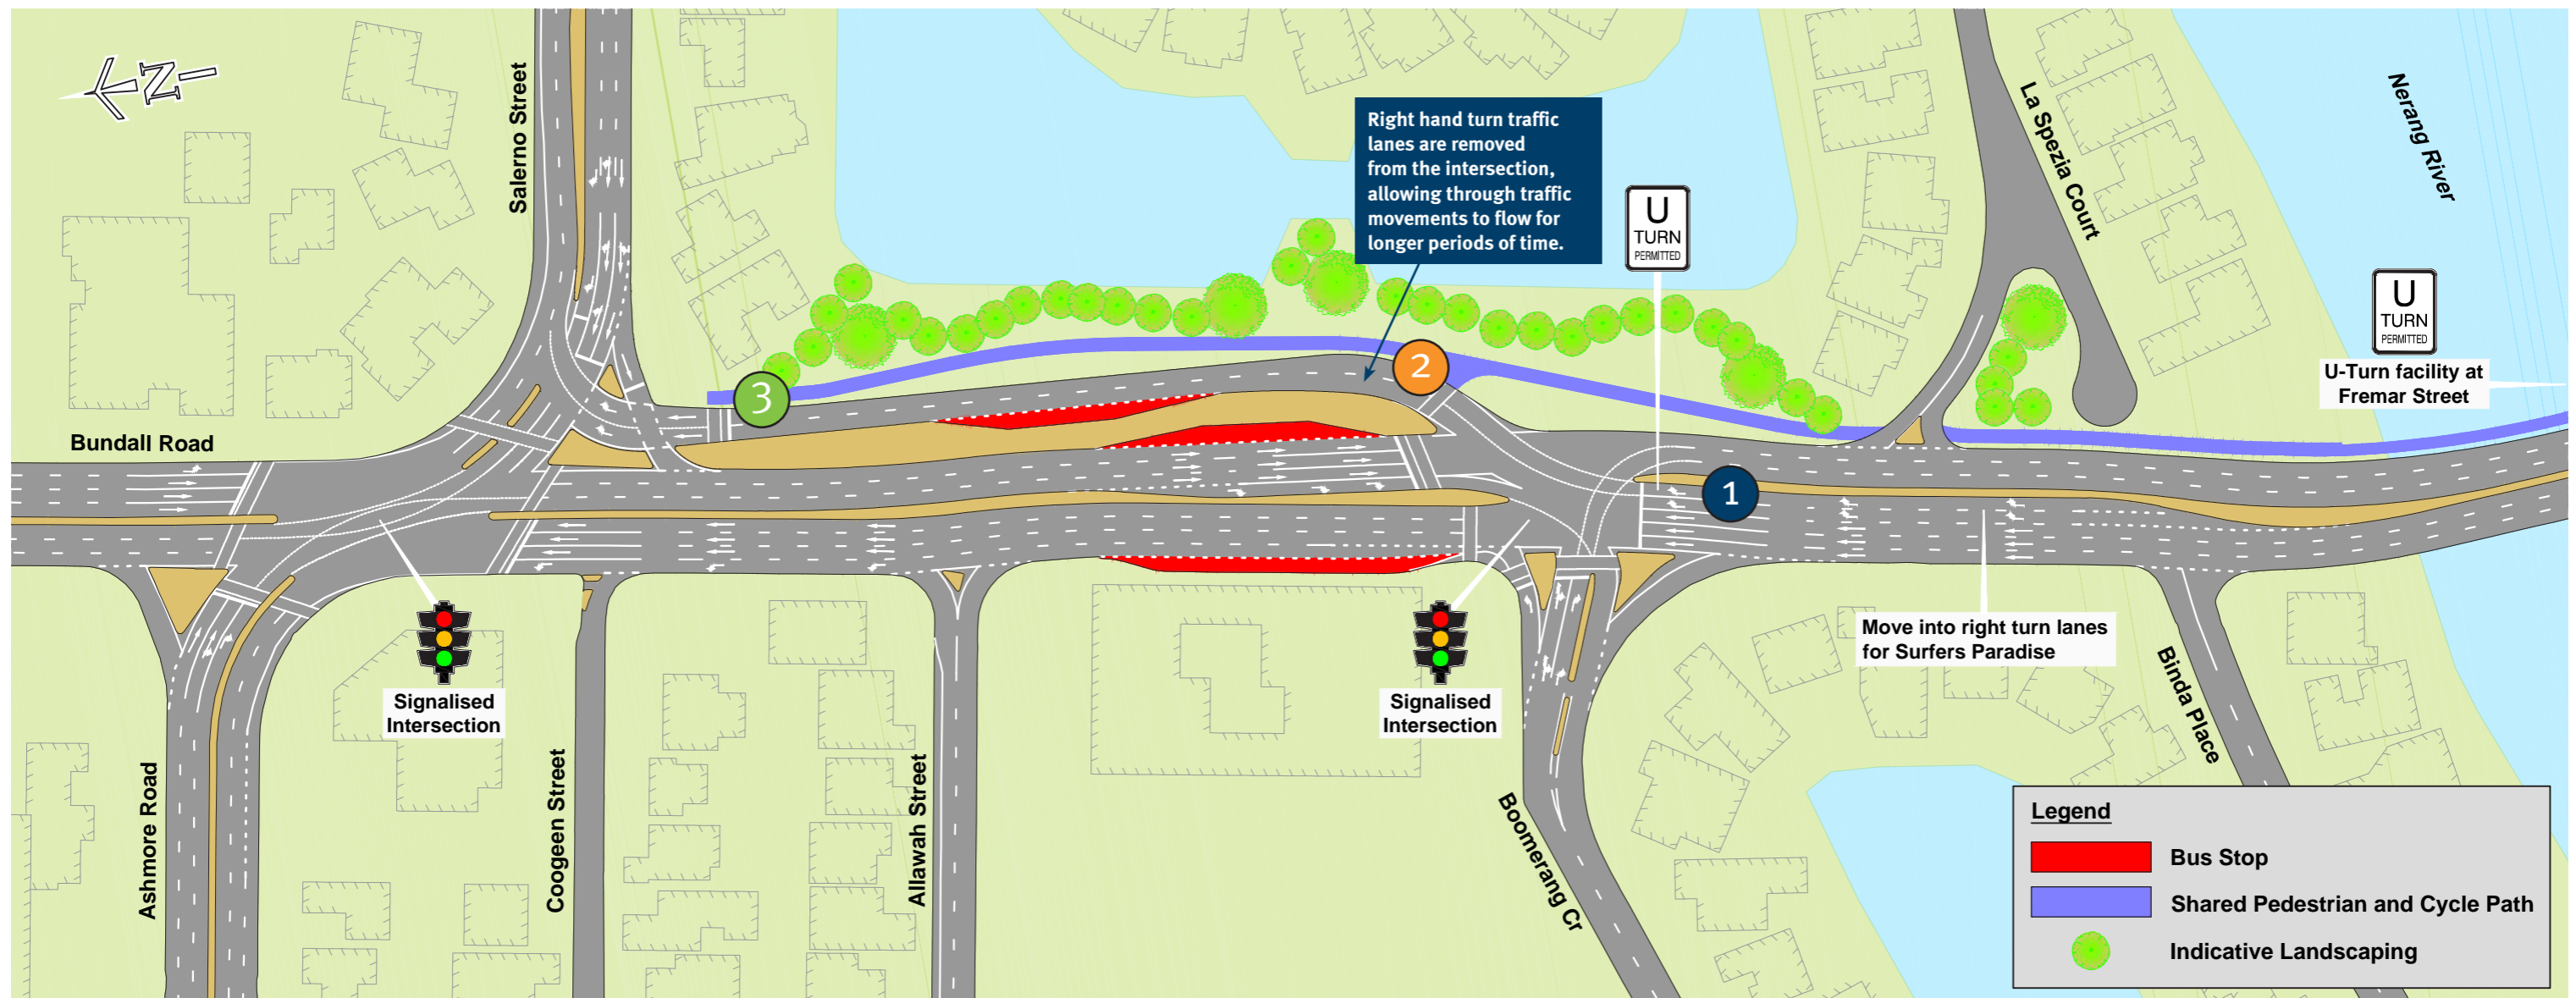 N
Salerno Street
Bundall Road
Right hand turn traffic
lanes are removed
from the intersection,
allowing through traffic
movements to flow for
longer periods of time.
U
TURN
PERMITTED
La Spezia Court
Nerang River
U
TURN
PERMITTED
U-Turn facility at
Fremar Street
3
2
1
Signalised
Intersection
Signalised
Intersection
Move into right turn lanes
for Surfers Paradise
Ashmore Road
Coogeen Street
Allawah Street
Boomerang Cr
Binda Place
Legend
Bus Stop
Shared Pedestrian and Cycle Path
Indicative Landscaping